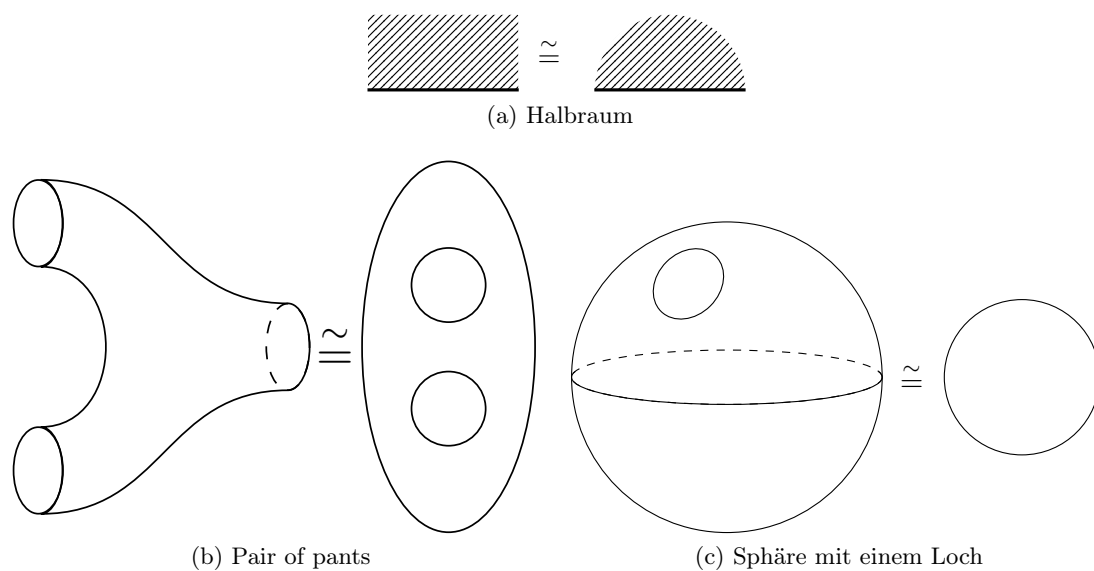 ≅
(a) Halbraum
≅
≅
(b) Pair of pants
(c) Sphäre mit einem Loch